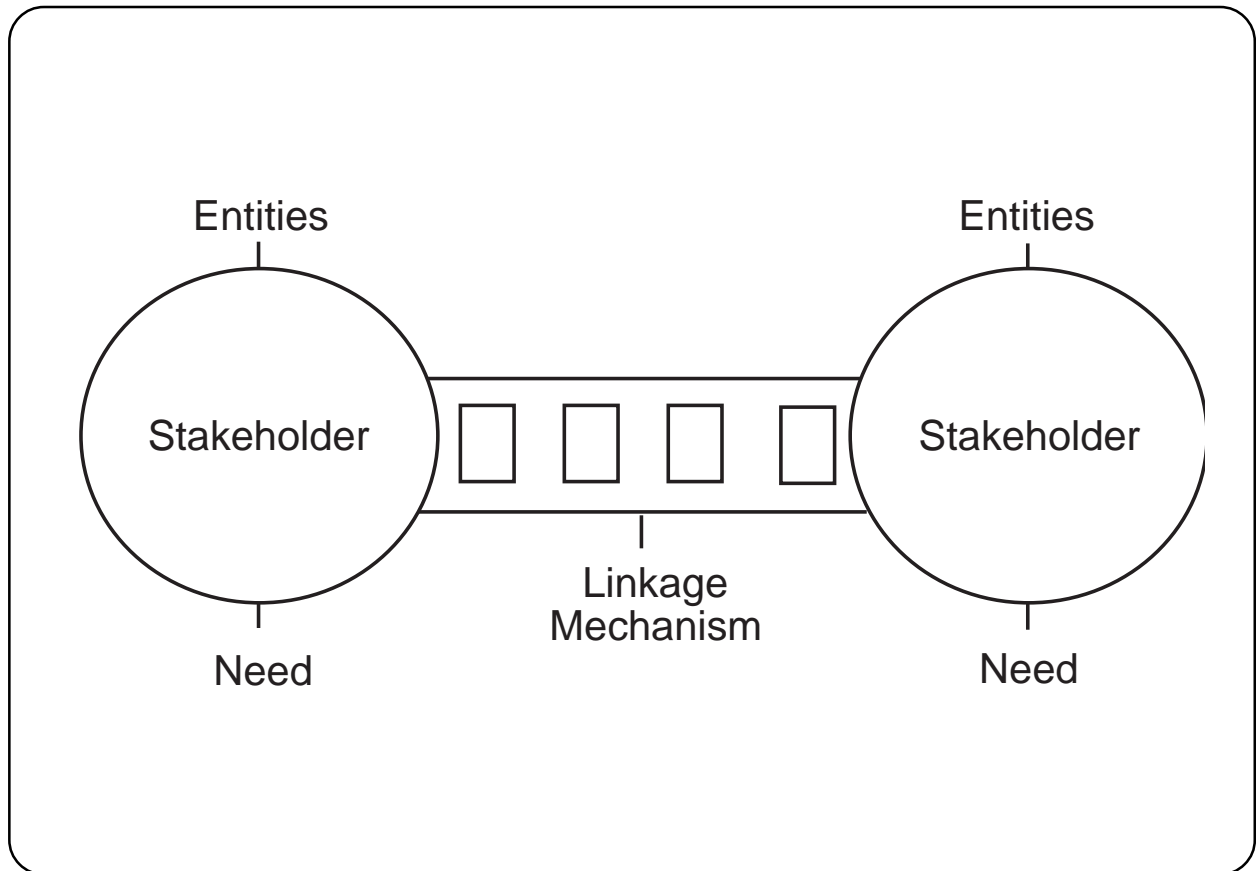 Entities
Entities
Stakeholder
Stakeholder
Linkage
Mechanism
Need
Need